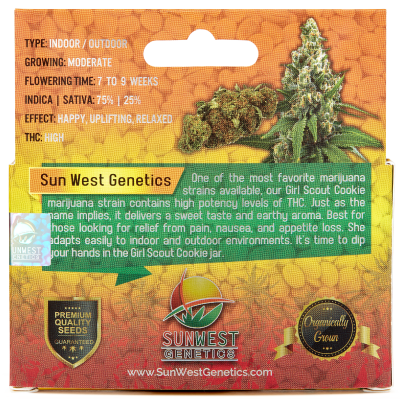 TYPE: INDOOR / OUTDOOR
GROWING: MODERATE
FLOWERING TIME: 7 TO 9 WEEKS
INDICA | SATIVA: 75% | 25%
EFFECT: HAPPY, UPLIFTING, RELAXED
THC: HIGH
Sun West Genetics
One of the most favorite marijuana
strains available, our Girl Scout Cookie
marijuana strain contains high potency levels of THC. Just as the
name implies, it delivers a sweet taste and earthy aroma. Best for
those looking for relief from pain, nausea, and appetite loss. She
adapts easily to indoor and outdoor environments. It's time to dip
your hands in the Girl Scout Cookie jar.
SUNWEST
GENETICS
PREMIUM
QUALITY
SEEDS
GUARANTEED
SUNWEST
GENETICS
Organically
Grown
www.SunWestGenetics.com